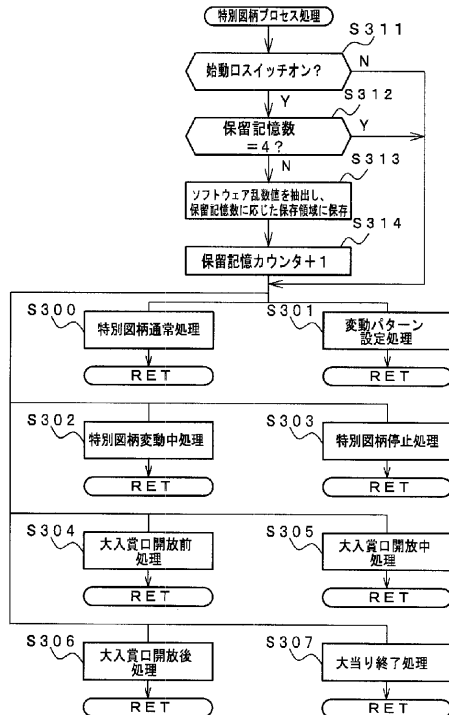 特別図柄プロセス処理
S311
始動口スイッチオン?
N
Y
S312
保留記憶数
=4?
Y
N
S313
ソフトウェア乱数値を抽出し、
保留記憶数に応じた保存領域に保存
S314
保留記憶カウンタ+1
S300
特別図柄通常処理
RET
S301
変動パターン
設定処理
RET
S302
特別図柄変動中処理
RET
S303
特別図柄停止処理
RET
S304
大入賞口開放前
処理
RET
S305
大入賞口開放中
処理
RET
S306
大入賞口開放後
処理
RET
S307
大当り終了処理
RET